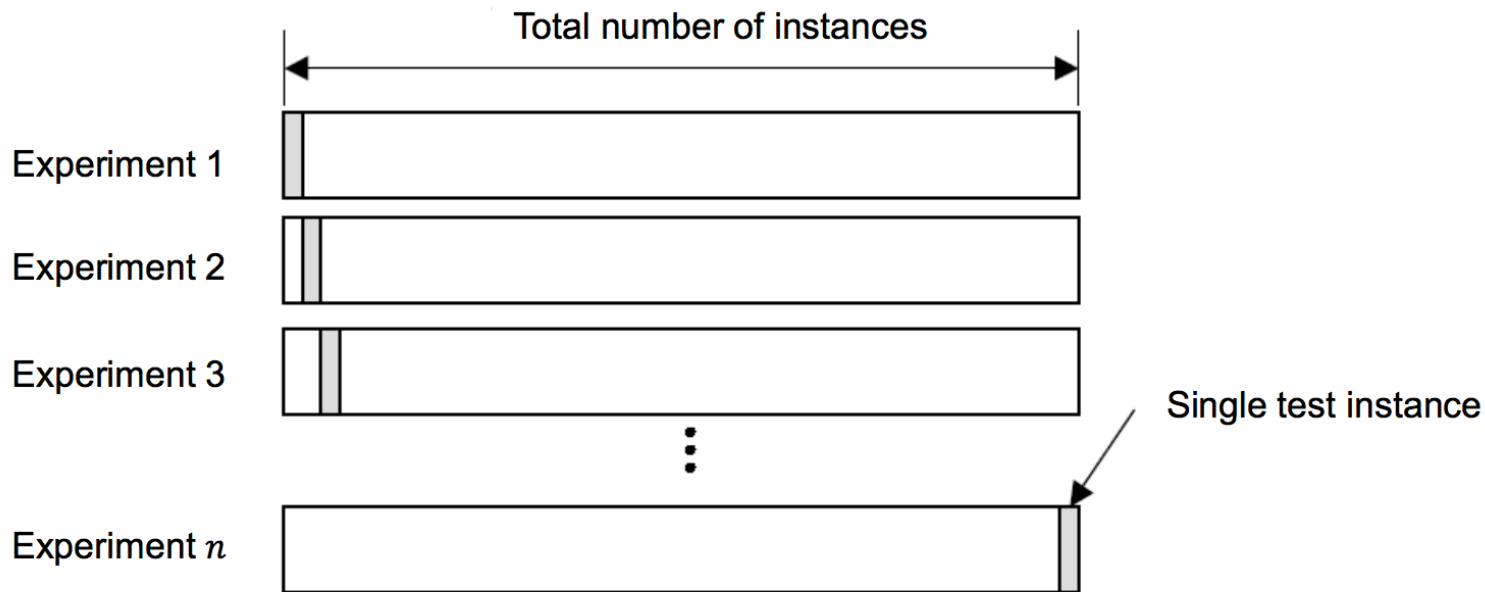 Total number of instances
Experiment 1
Experiment 2
Experiment 3
Single test instance
Experiment n